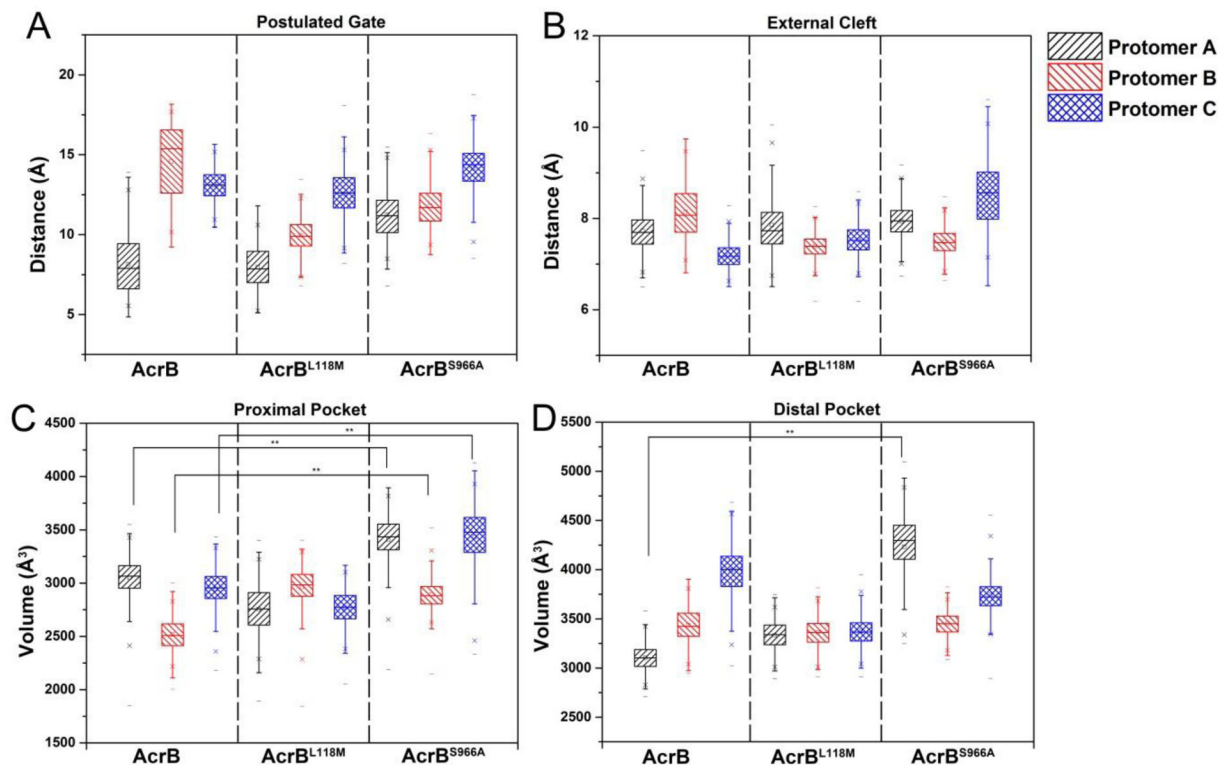 A
Postulated Gate
20
15
10
5
Distance (Å)
AcrB
AcrB^L118M
AcrB^S966A
B
External Cleft
12
10
8
6
Distance (Å)
AcrB
AcrB^L118M
AcrB^S966A
Protomer A
Protomer B
Protomer C
C
Proximal Pocket
4500
4000
3500
3000
2500
2000
1500
Volume (Å³)
**
**
**
AcrB
AcrB^L118M
AcrB^S966A
D
Distal Pocket
5500
5000
4500
4000
3500
3000
2500
Volume (Å³)
**
AcrB
AcrB^L118M
AcrB^S966A